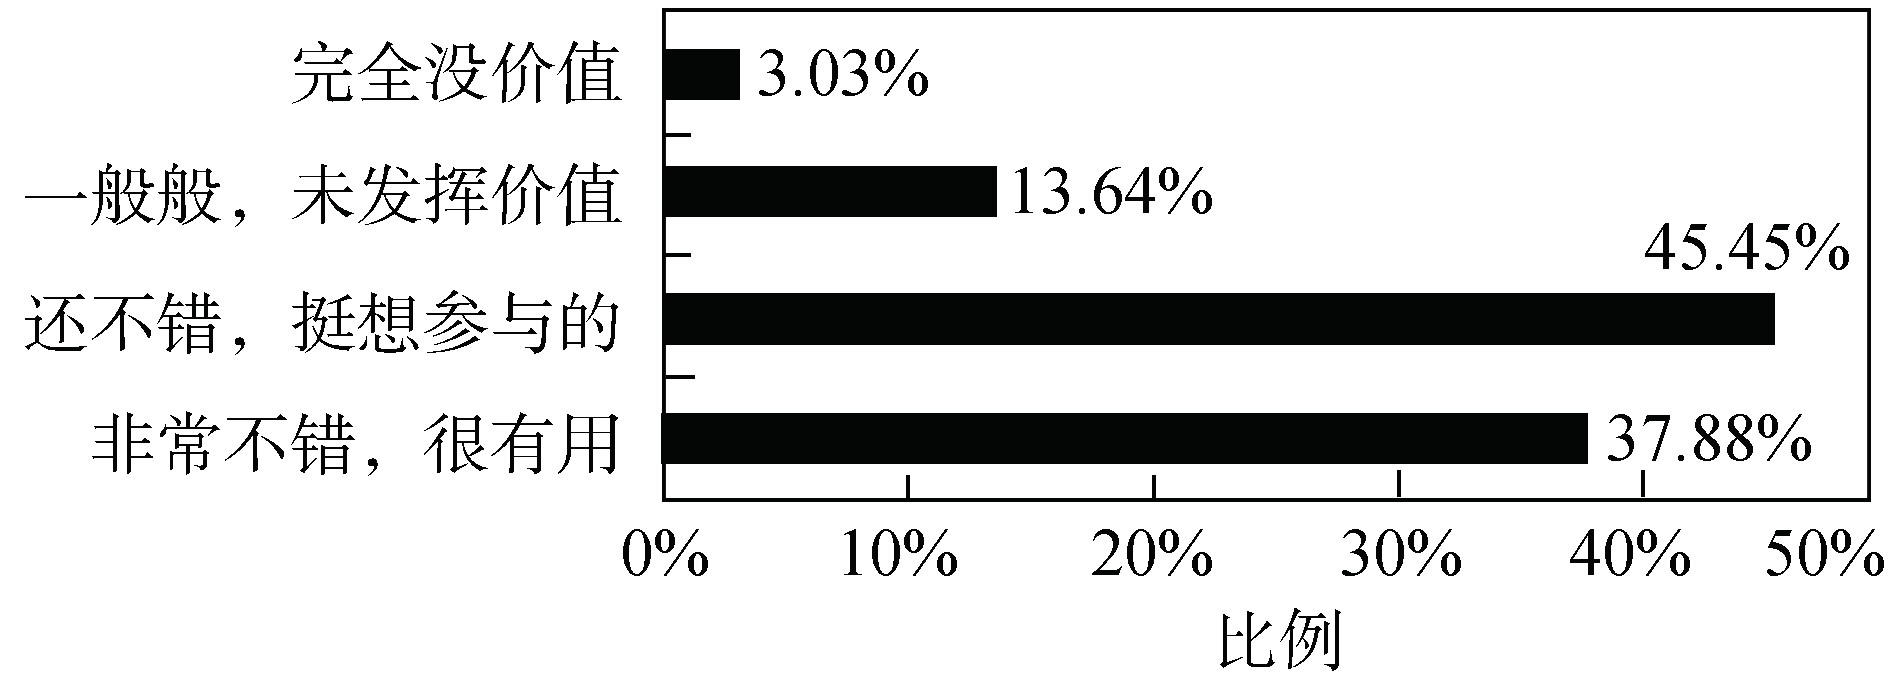 完全没价值 3.03%
一般般，未发挥价值 13.64%
45.45%
还不错，挺想参与的
非常不错，很有用 37.88%
0% 10% 20% 30% 40% 50%
比例